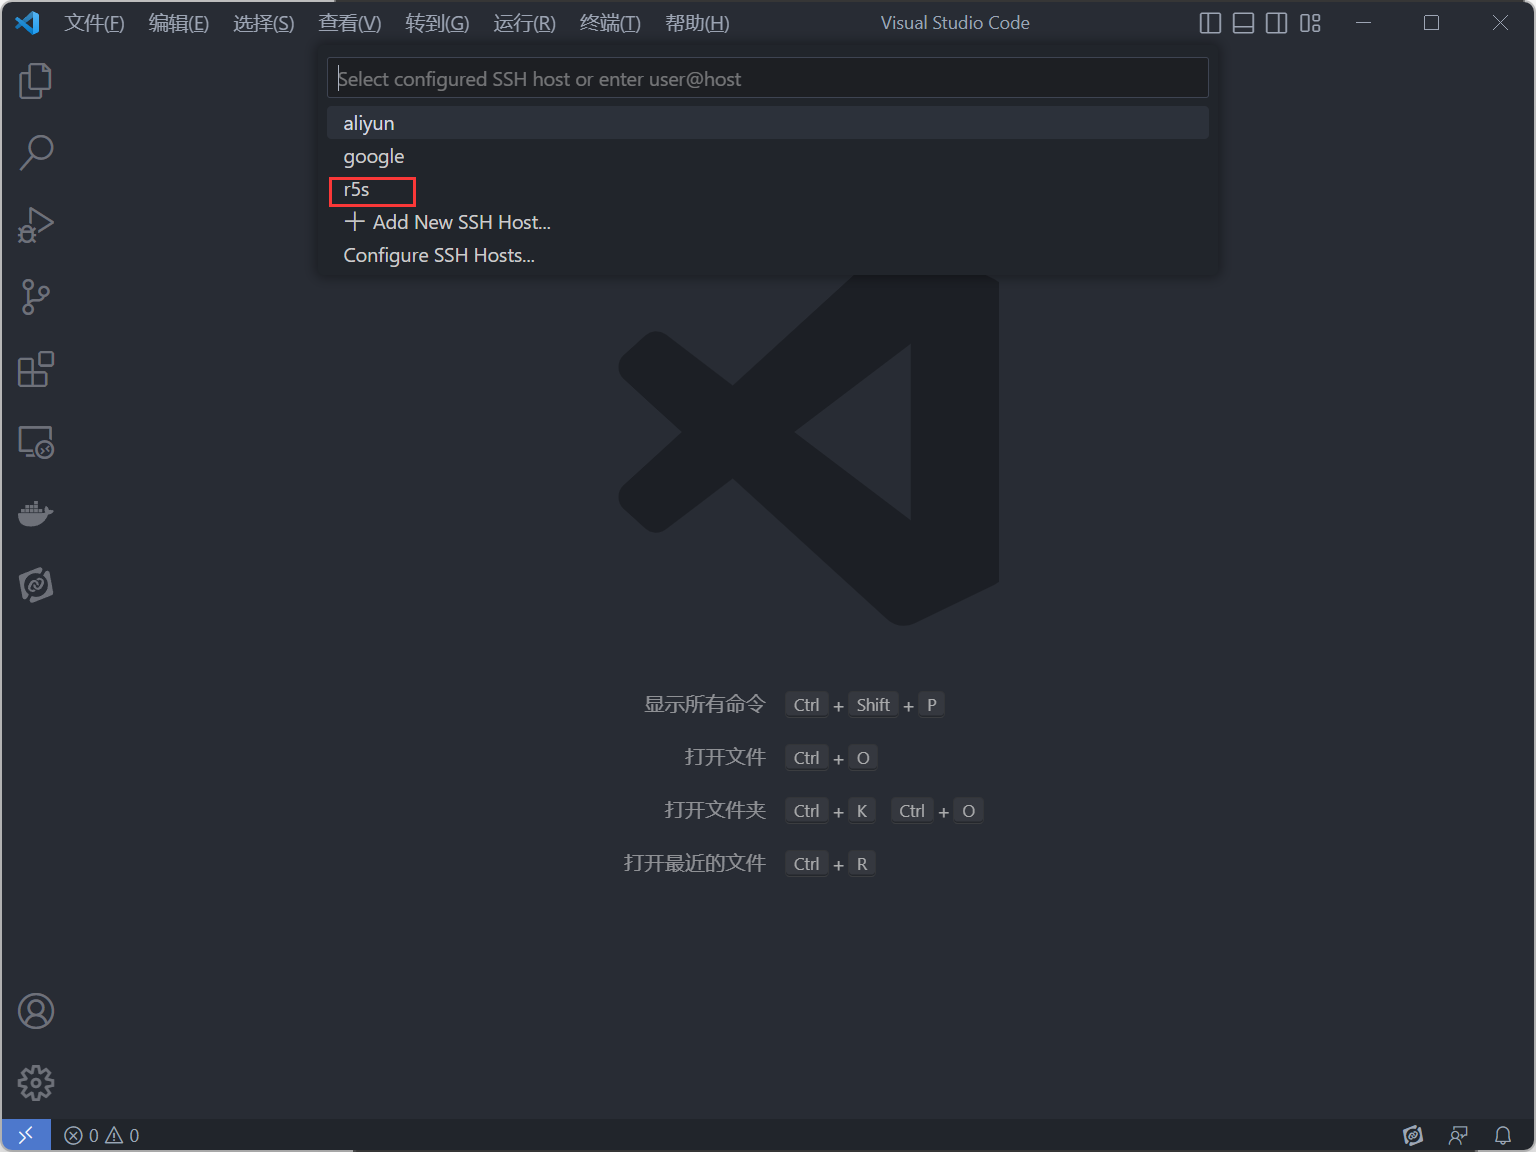 文件(F) 编辑(E) 选择(S) 查看(V) 转到(G) 运行(R) 终端(T) 帮助(H) Visual Studio Code
Select configured SSH host or enter user@host
aliyun
google
r5s
Add New SSH Host...
Configure SSH Hosts...
显示所有命令 Ctrl + Shift + P
打开文件 Ctrl + O
打开文件夹 Ctrl + K Ctrl + O
打开最近的文件 Ctrl + R
0 0